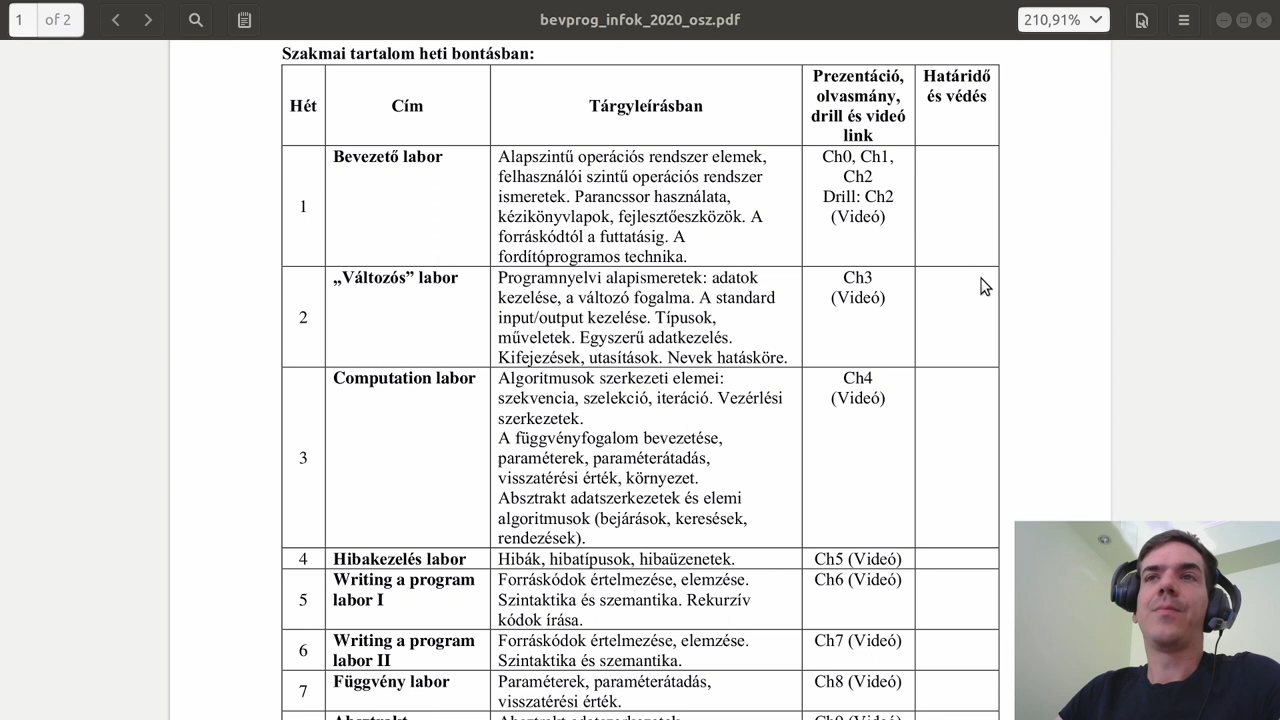 1 of 2
bevprog_infok_2020_osz.pdf
210,91%
Szakmai tartalom heti bontásban:
Hét
Cím
Tárgyleírásban
Prezentáció,
olvasmány,
drill és videó
link
Határidő
és védés
1
Bevezető labor
Alapszintű operációs rendszer elemek,
felhasználói szintű operációs rendszer
ismeretek. Parancssor használata,
kézikönyvlapok, fejlesztőeszközök. A
forráskódtól a futtatásig. A
fordítóprogramos technika.
Ch0, Ch1,
Ch2
Drill: Ch2
(Videó)
2
„Változós” labor
Programnyelvi alapismeretek: adatok
kezelése, a változó fogalma. A standard
input/output kezelése. Típusok,
műveletek. Egyszerű adatkezelés.
Kifejezések, utasítások. Nevek hatásköre.
Ch3
(Videó)
3
Computation labor
Algoritmusok szerkezeti elemei:
szekvencia, szelekció, iteráció. Vezérlési
szerkezetek.
A függvényfogalom bevezetése,
paraméterek, paraméterátadás,
visszatérési érték, környezet.
Absztrakt adatszerkezetek és elemi
algoritmusok (bejárások, keresések,
rendezések).
Ch4
(Videó)
4
Hibakezelés labor
Hibák, hibatípusok, hibaüzenetek.
Ch5 (Videó)
5
Writing a program
labor I
Forráskódok értelmezése, elemzése.
Szintaktika és szemantika. Rekurzív
kódok írása.
Ch6 (Videó)
6
Writing a program
labor II
Forráskódok értelmezése, elemzése.
Szintaktika és szemantika.
Ch7 (Videó)
7
Függvény labor
Paraméterek, paraméterátadás,
visszatérési érték.
Ch8 (Videó)
Absztrakt
Absztrakt adatszerkezetek
Ch9 (Videó)